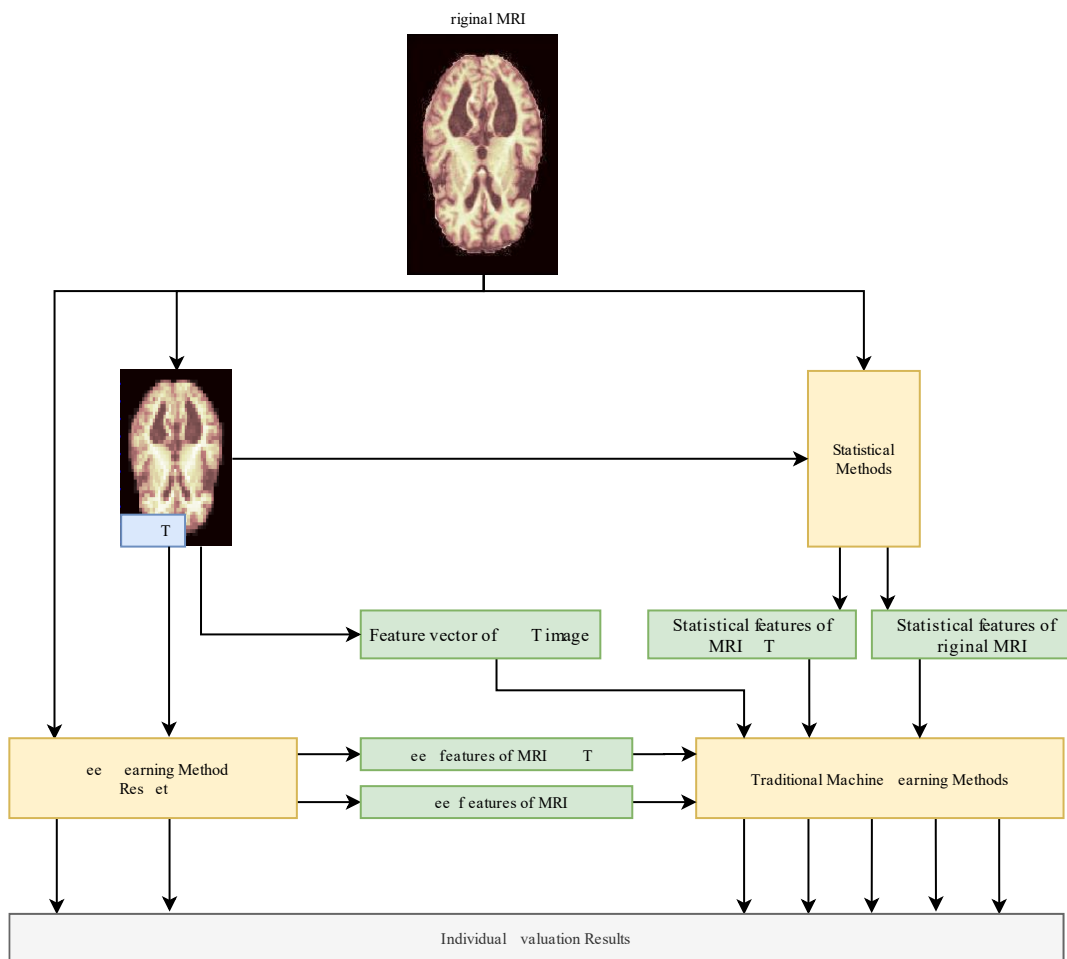 riginal MRI
Statistical
Methods
T
Feature vector of T image
Statistical features of
MRI T
Statistical features of
riginal MRI
ee earning Method
Res et
ee features of MRI T
ee features of MRI
Traditional Machine earning Methods
Individual valuation Results